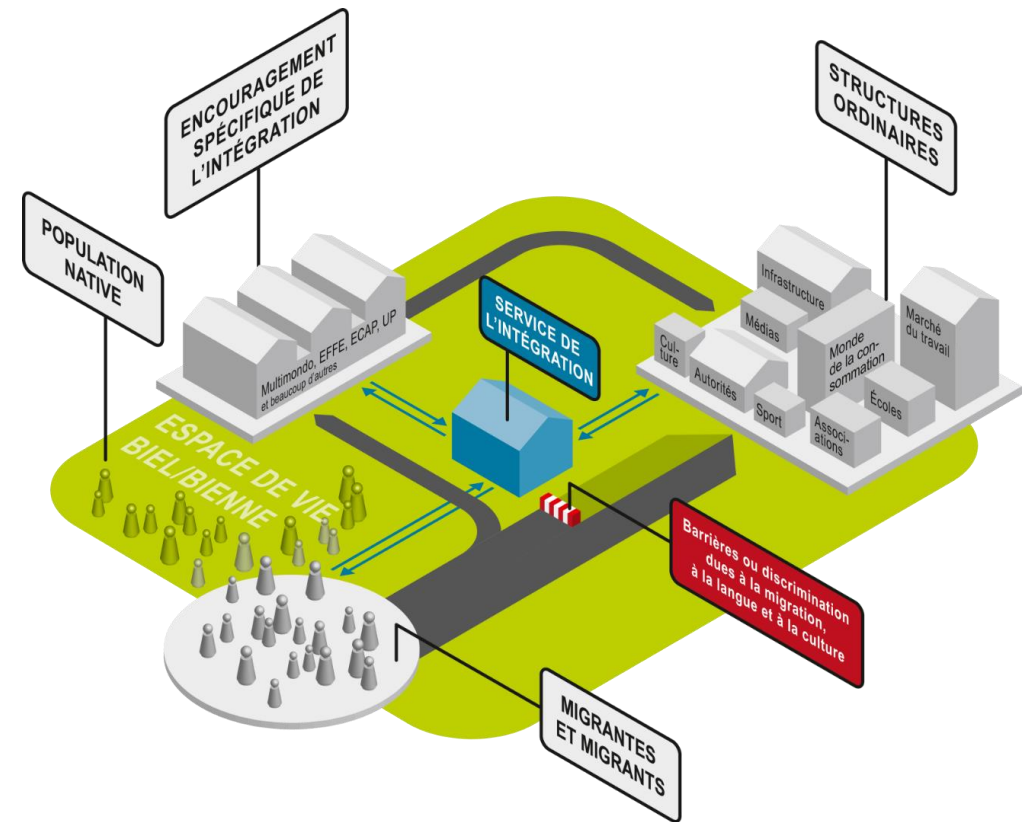 ENCOURAGEMENT
SPÉCIFIQUE DE
L'INTÉGRATION
STRUCTURES
ORDINAIRES
POPULATION
NATIVE
SERVICE DE
L'INTÉGRATION
Infrastructure
Médias
Cul-
ture
Autorités
Sport
Monde
de la con-
sommation
Marché
du travail
Écoles
Associ-
ations
Multimondo, EFFE, ECAP, UP
et beaucoup d'autres
ESPACE DE VIE
BIEL/BIENNE
Barrières ou discrimination
dues à la migration,
à la langue et à la culture
MIGRANTES
ET MIGRANTS